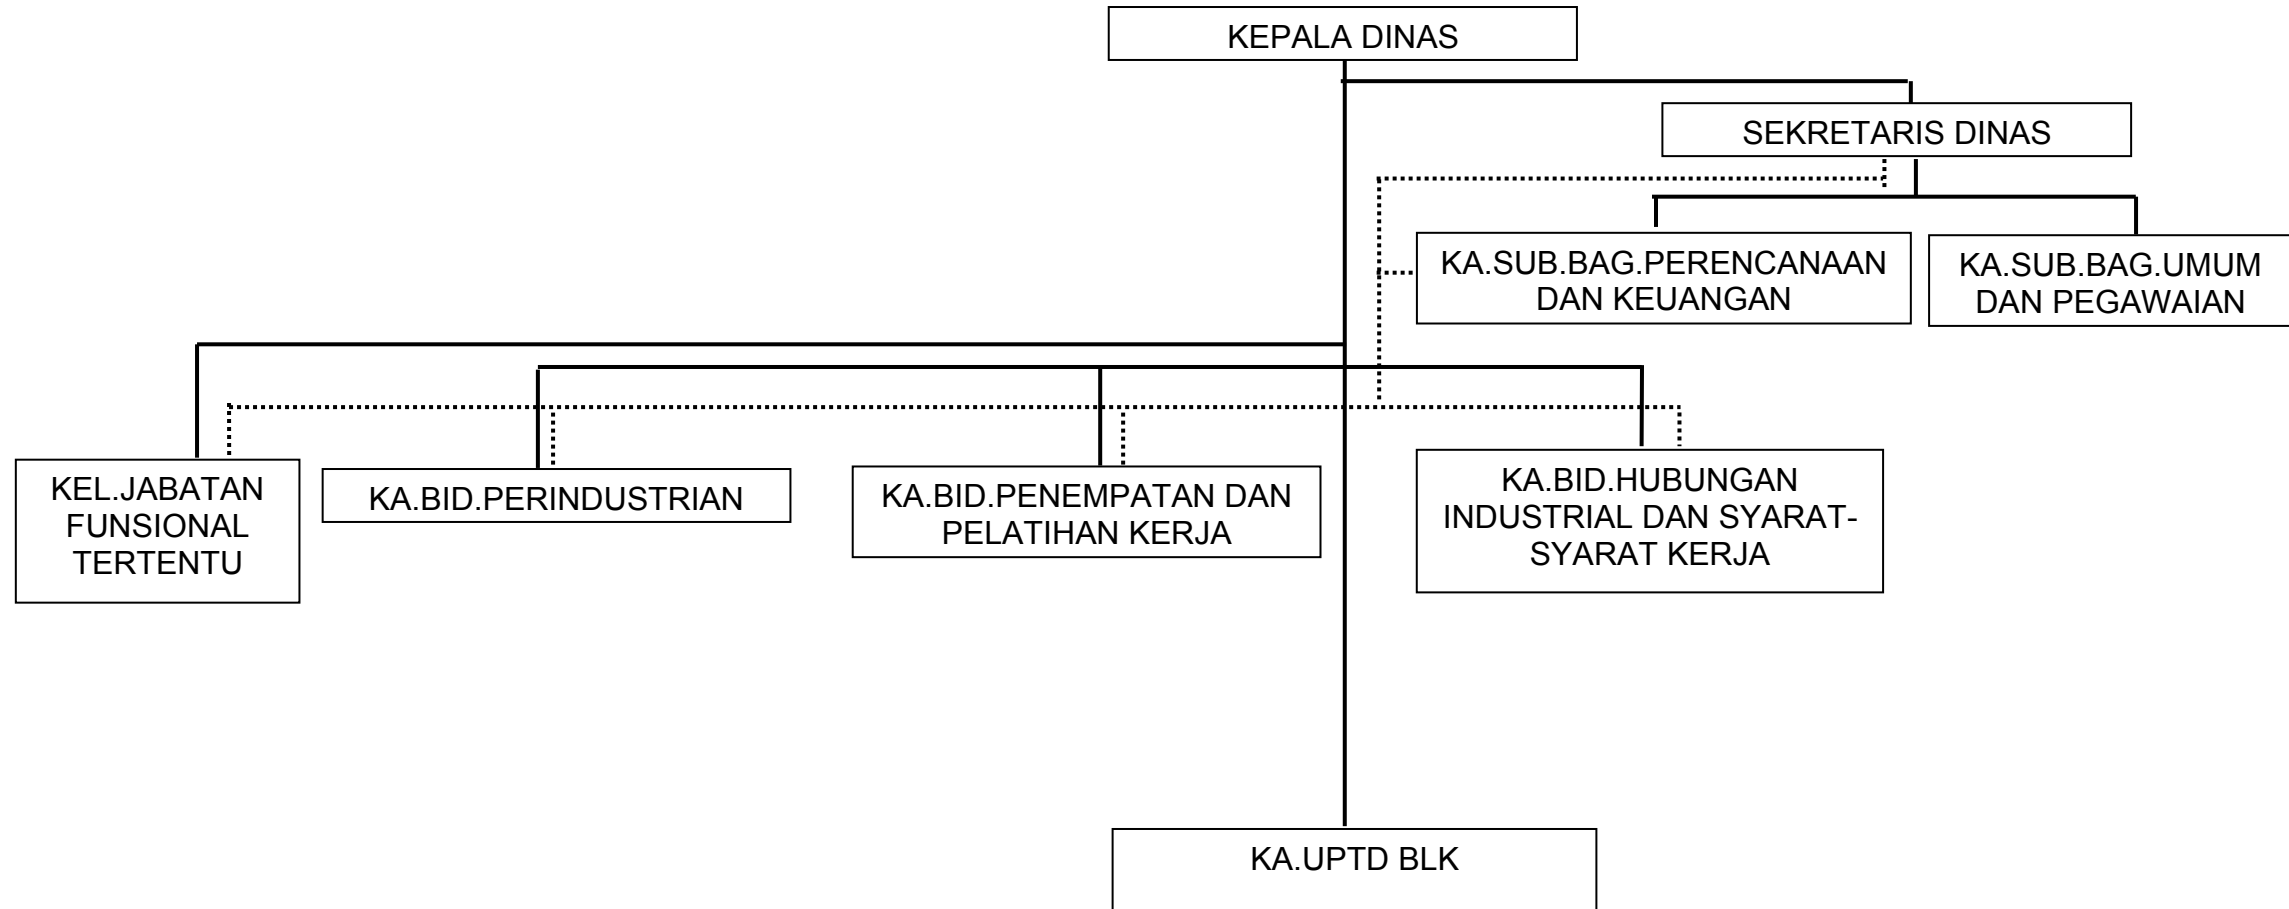 KEPALA DINAS
SEKRETARIS DINAS
KA.SUB.BAG.PERENCANAAN
DAN KEUANGAN
KA.SUB.BAG.UMUM
DAN PEGAWAIAN
KEL.JABATAN
FUNSIONAL
TERTENTU
KA.BID.PERINDUSTRIAN
KA.BID.PENEMPATAN DAN
PELATIHAN KERJA
KA.BID.HUBUNGAN
INDUSTRIAL DAN SYARAT-
SYARAT KERJA
KA.UPTD BLK